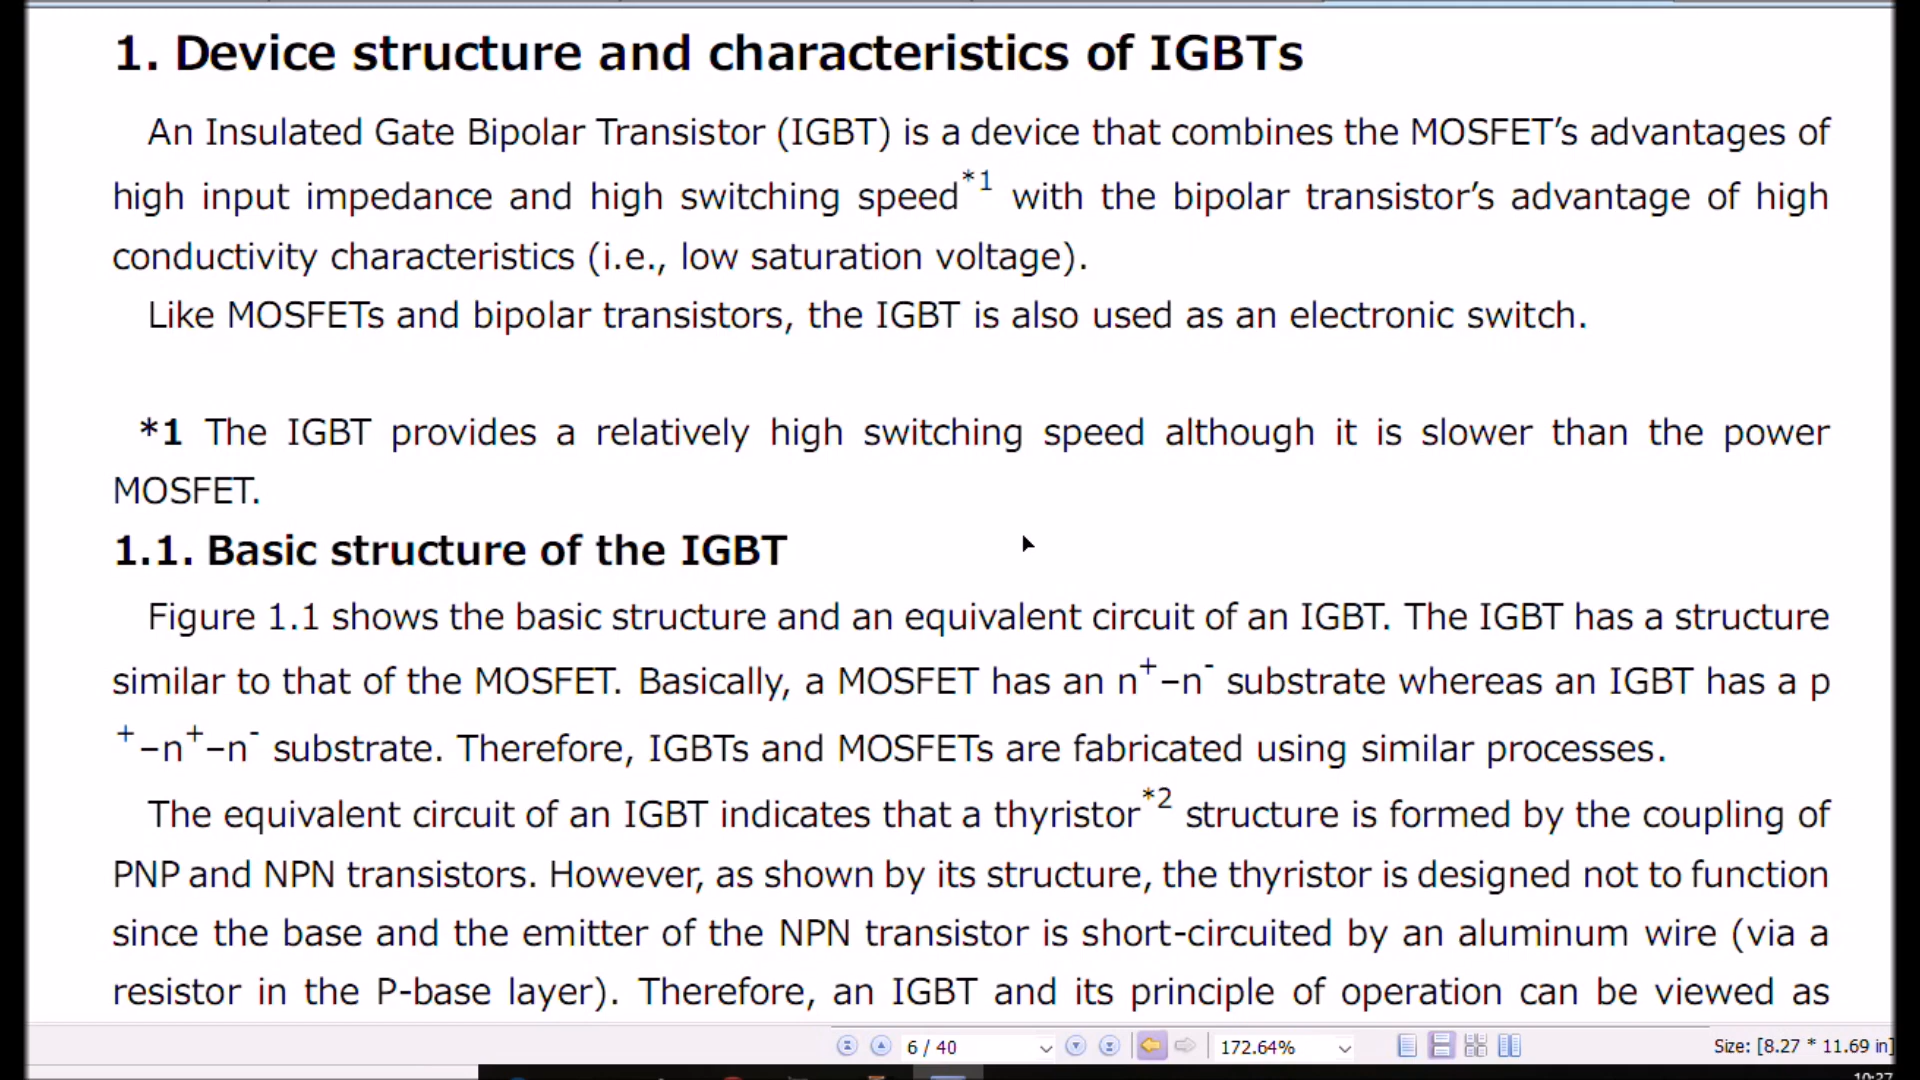 1. Device structure and characteristics of IGBTs
An Insulated Gate Bipolar Transistor (IGBT) is a device that combines the MOSFET’s advantages of
high input impedance and high switching speed*1 with the bipolar transistor’s advantage of high
conductivity characteristics (i.e., low saturation voltage).
Like MOSFETs and bipolar transistors, the IGBT is also used as an electronic switch.
*1 The IGBT provides a relatively high switching speed although it is slower than the power
MOSFET.
1.1. Basic structure of the IGBT
Figure 1.1 shows the basic structure and an equivalent circuit of an IGBT. The IGBT has a structure
similar to that of the MOSFET. Basically, a MOSFET has an n+–n- substrate whereas an IGBT has a p
+–n+–n- substrate. Therefore, IGBTs and MOSFETs are fabricated using similar processes.
The equivalent circuit of an IGBT indicates that a thyristor*2 structure is formed by the coupling of
PNP and NPN transistors. However, as shown by its structure, the thyristor is designed not to function
since the base and the emitter of the NPN transistor is short-circuited by an aluminum wire (via a
resistor in the P-base layer). Therefore, an IGBT and its principle of operation can be viewed as
6 / 40 172.64% Size: [8.27 * 11.69 in]